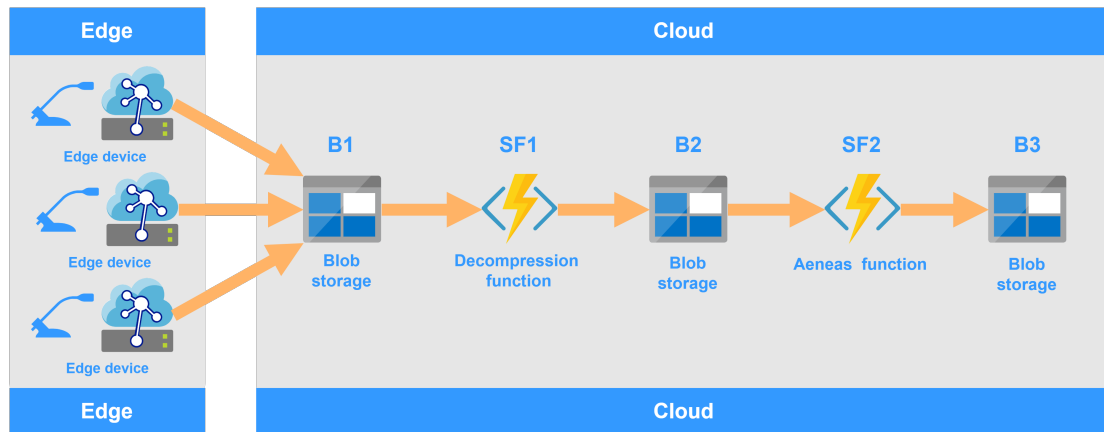 Edge
Cloud
Edge device
Edge device
Edge device
B1
SF1
B2
SF2
B3
Blob
storage
Decompression
function
Blob
storage
Aeneas function
Blob
storage
Edge
Cloud